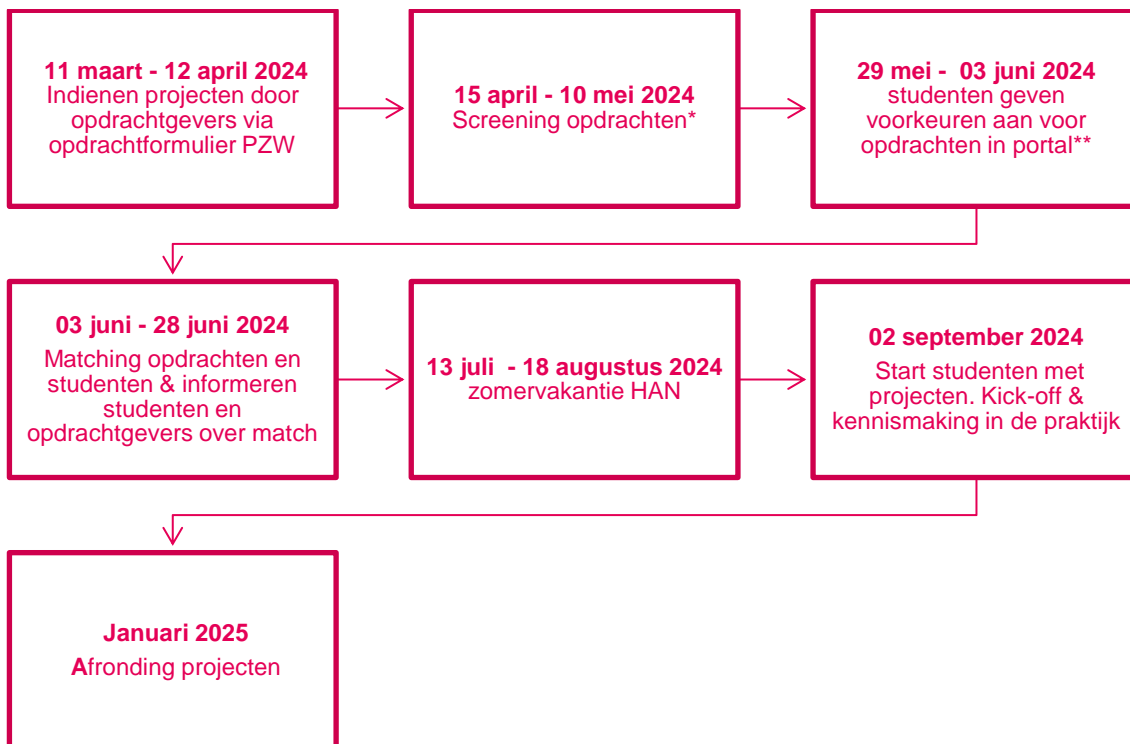 11 maart - 12 april 2024
Indienen projecten door
opdrachtgevers via
opdrachtformulier PZW
15 april - 10 mei 2024
Screening opdrachten*
29 mei -  03 juni 2024
studenten geven
voorkeuren aan voor
opdrachten in portal**
03 juni - 28 juni 2024
Matching opdrachten en
studenten & informeren
studenten en
opdrachtgevers over match
13 juli  - 18 augustus 2024
zomervakantie HAN
02 september 2024
Start studenten met
projecten. Kick-off &
kennismaking in de praktijk
Januari 2025
Afronding projecten